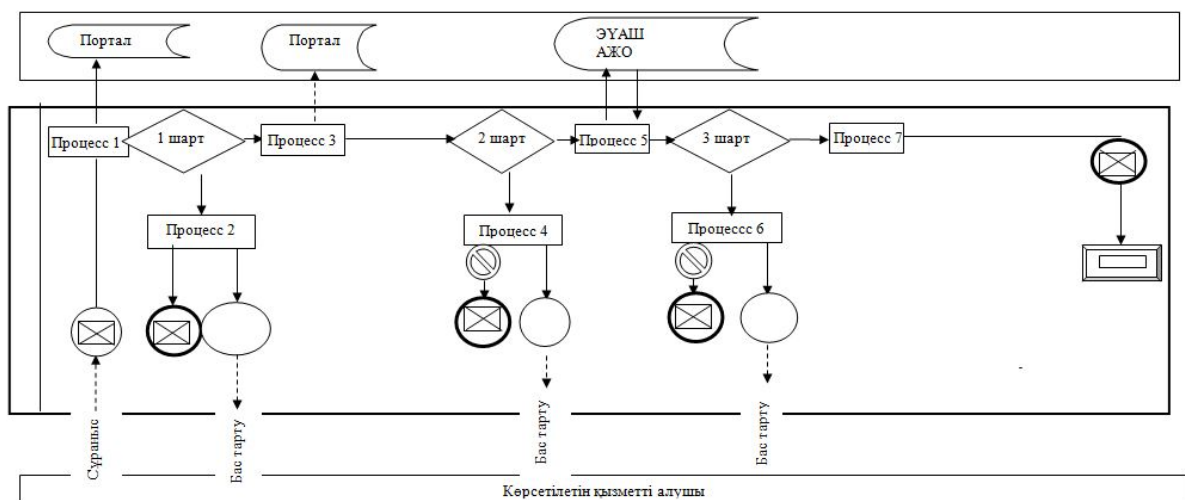 Портал
Портал
ЭҮАШ
АЖО
Процесс 1
1 шарт
Процесс 3
2 шарт
Процесс 5
3 шарт
Процесс 7
Процесс 2
Процесс 4
Процессс 6
Сұраныс
Бас тарту
Бас тарту
Бас тарту
Көрсетілетін қызметті алушы